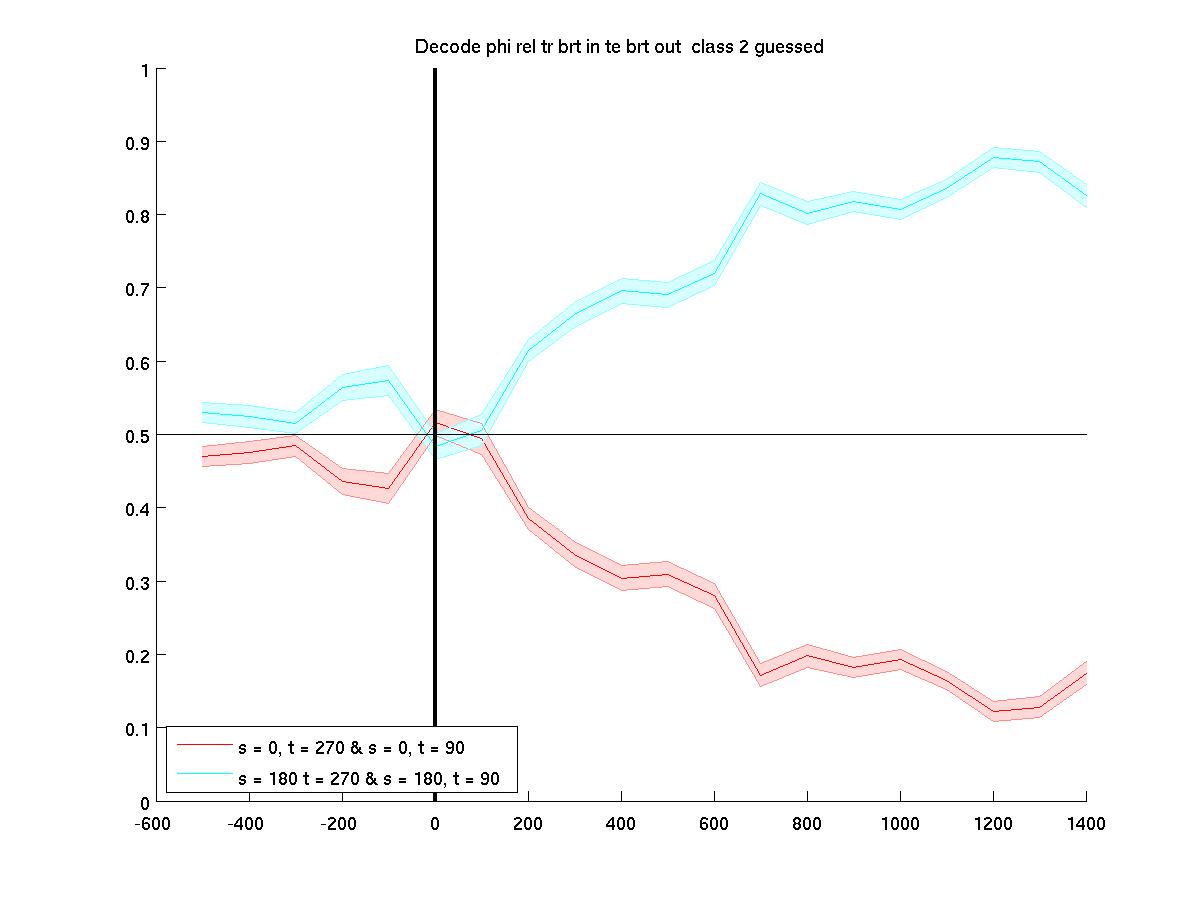 Decode phi rel tr brt in te brt out  class 2 guessed
1
0.9
0.8
0.7
0.6
0.5
0.4
0.3
0.2
0.1
0
s = 0, t = 270 & s = 0, t = 90
s = 180 t = 270 & s = 180, t = 90
-600 -400 -200 0 200 400 600 800 1000 1200 1400